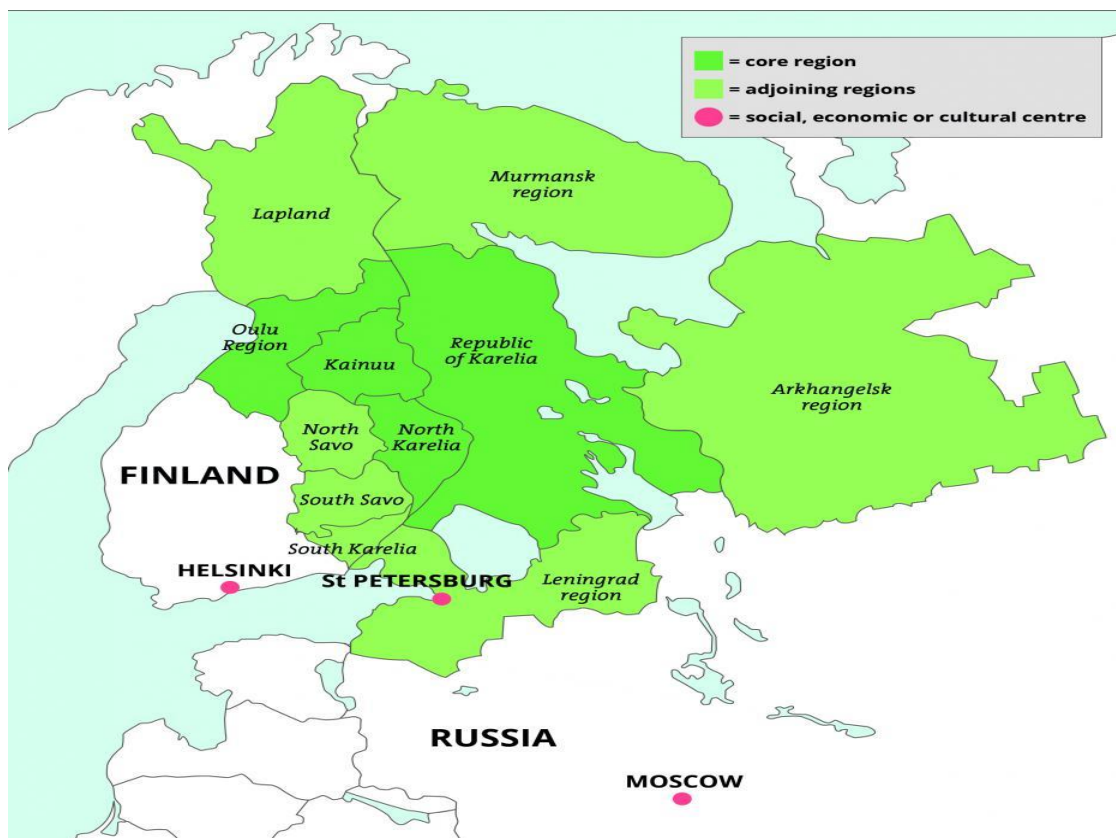 = core region
= adjoining regions
= social, economic or cultural centre
Murmansk
region
Lapland
Oulu
Region
Republic
of Karelia
Kainuu
Arkhangelsk
region
North
Savo
North
Karelia
FINLAND
South Savo
South Karelia
HELSINKI
St PETERSBURG
Leningrad
region
RUSSIA
MOSCOW